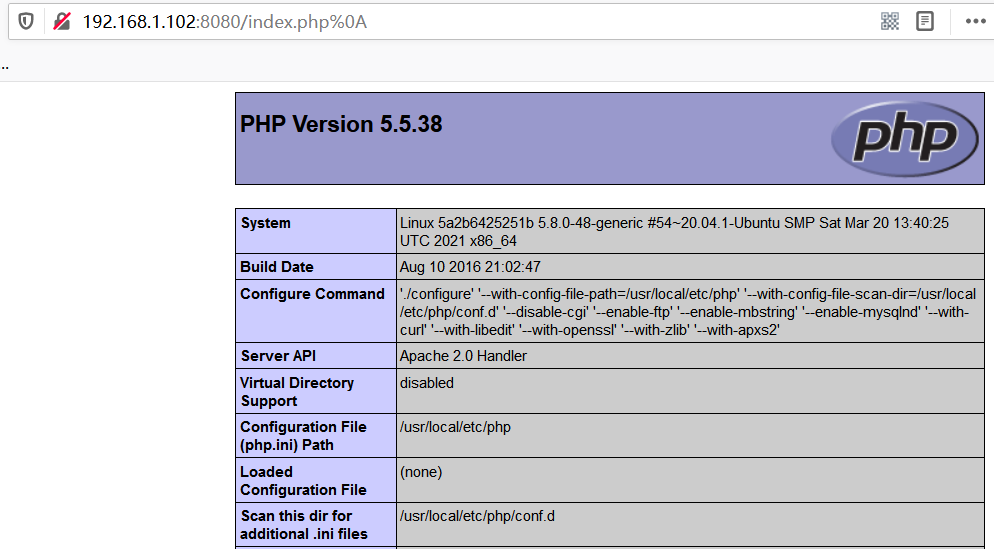 192.168.1.102:8080/index.php%0A
..
PHP Version 5.5.38
php
System
Linux 5a2b6425251b 5.8.0-48-generic #54~20.04.1-Ubuntu SMP Sat Mar 20 13:40:25
UTC 2021 x86_64
Build Date
Aug 10 2016 21:02:47
Configure Command
'./configure' '--with-config-file-path=/usr/local/etc/php' '--with-config-file-scan-dir=/usr/local
/etc/php/conf.d' '--disable-cgi' '--enable-ftp' '--enable-mbstring' '--enable-mysqlnd' '--with-
curl' '--with-libedit' '--with-openssl' '--with-zlib' '--with-apxs2'
Server API
Apache 2.0 Handler
Virtual Directory
Support
disabled
Configuration File
(php.ini) Path
/usr/local/etc/php
Loaded
Configuration File
(none)
Scan this dir for
additional .ini files
/usr/local/etc/php/conf.d